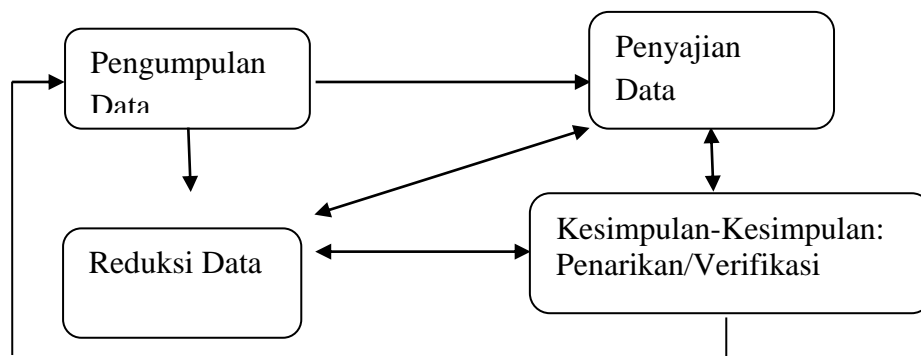 Pengumpulan
Data
Penyajian
Data
Reduksi Data
Kesimpulan-Kesimpulan:
Penarikan/Verifikasi